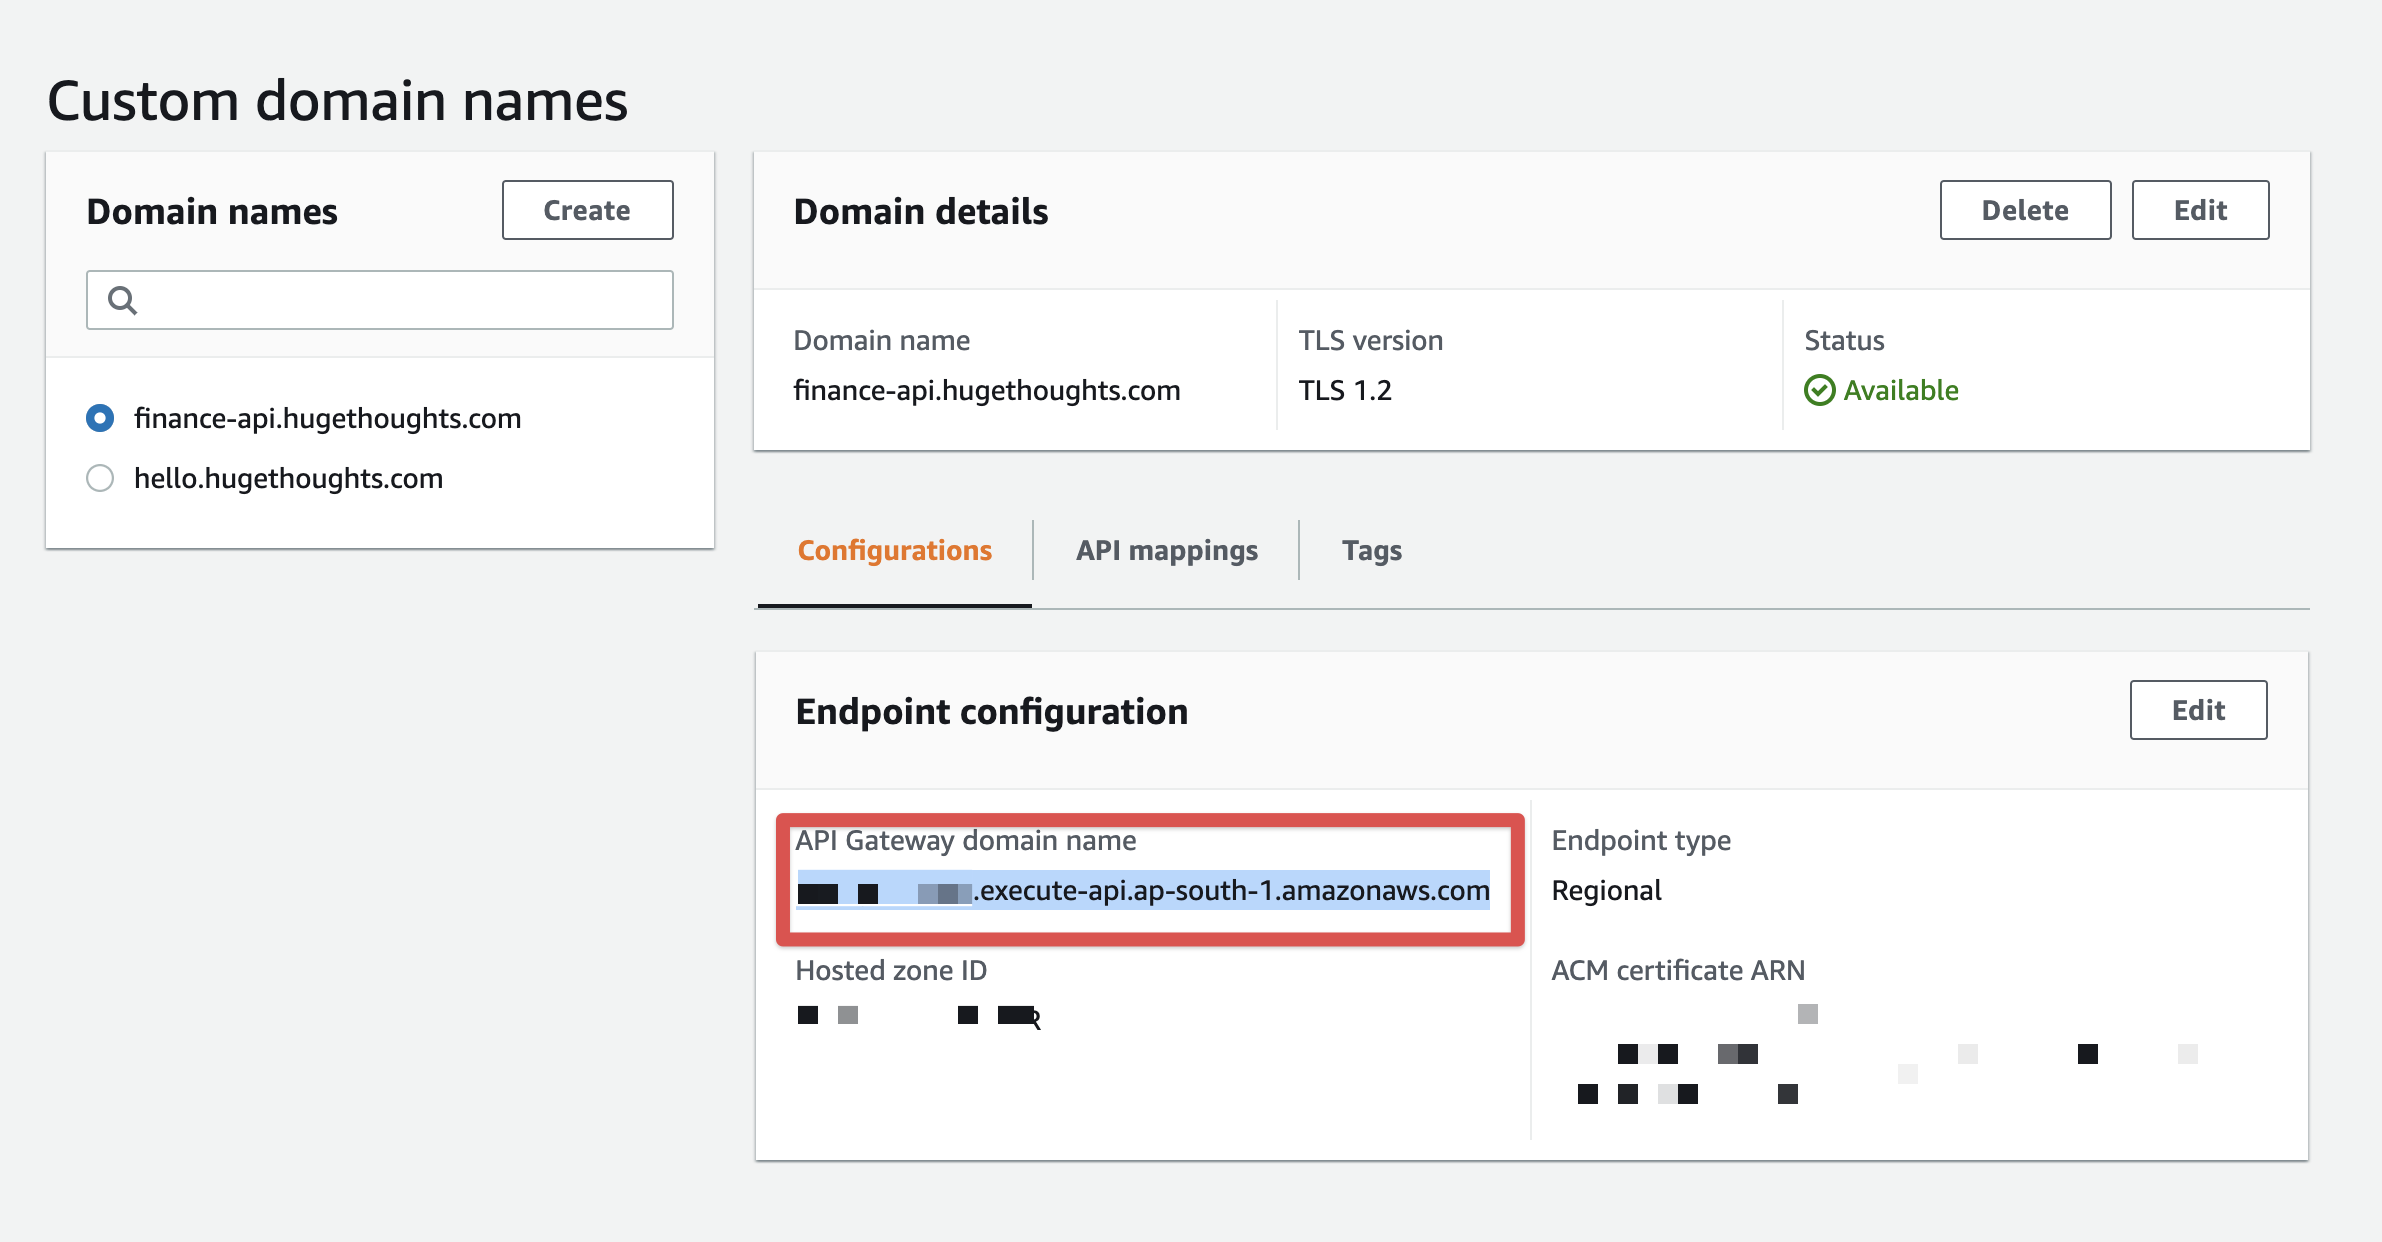 Custom domain names
Domain names
Create
finance-api.hugethoughts.com
hello.hugethoughts.com
Domain details
Delete
Edit
Domain name
finance-api.hugethoughts.com
TLS version
TLS 1.2
Status
Available
Configurations
API mappings
Tags
Endpoint configuration
Edit
API Gateway domain name
.execute-api.ap-south-1.amazonaws.com
Endpoint type
Regional
Hosted zone ID
R
ACM certificate ARN